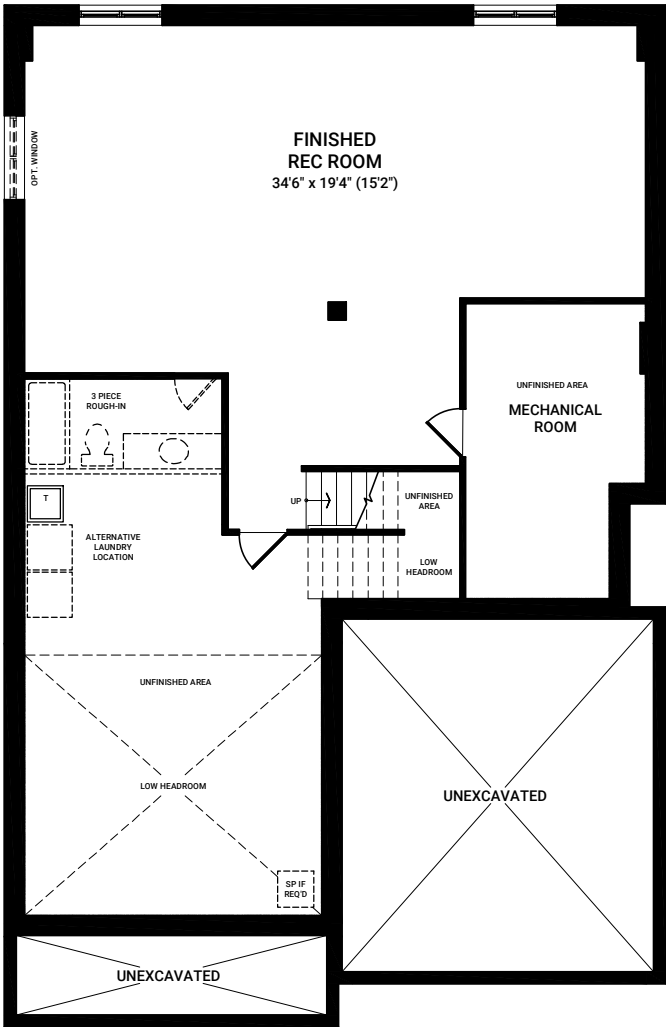 OPT. WINDOW
FINISHED
REC ROOM
34'6" x 19'4" (15'2")
3 PIECE
ROUGH-IN
UNFINISHED AREA
MECHANICAL
ROOM
T
UP
UNFINISHED
AREA
ALTERNATIVE
LAUNDRY
LOCATION
LOW
HEADROOM
UNFINISHED AREA
LOW HEADROOM
UNEXCAVATED
SP IF
REQ'D
UNEXCAVATED